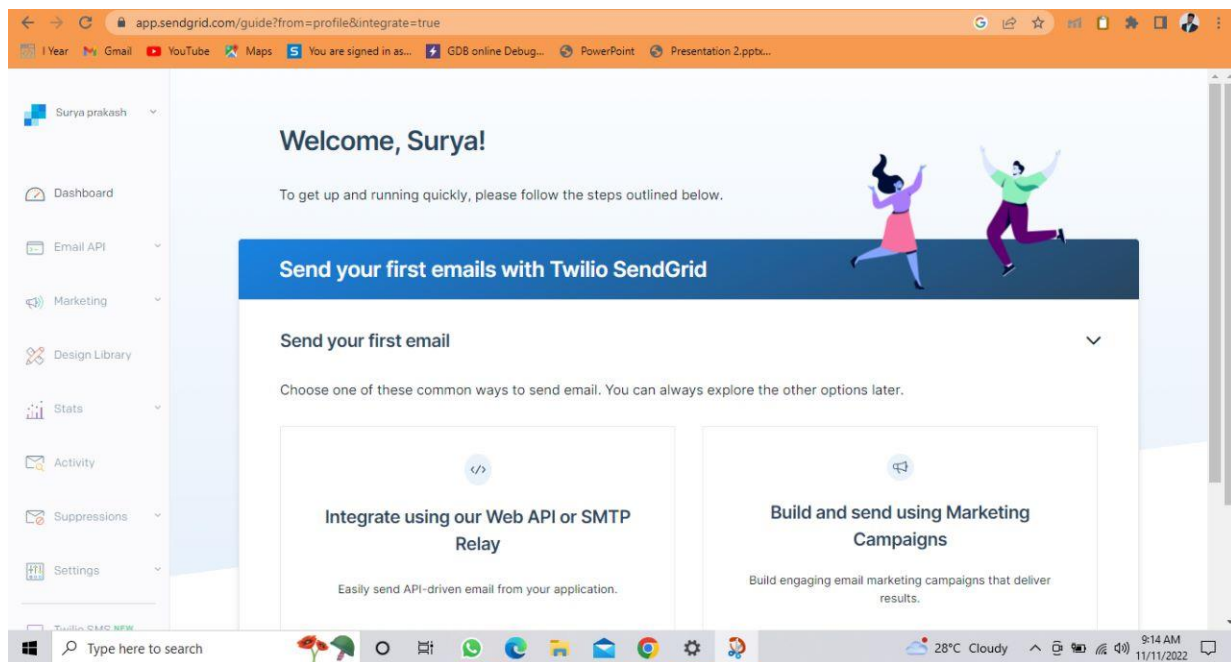 app.sendgrid.com/guide?from=profile&integrate=true
I Year Gmail YouTube Maps You are signed in as... GDB online Debug... PowerPoint Presentation 2.pptx...
Surya prakash
Dashboard
Email API
Marketing
Design Library
Stats
Activity
Suppressions
Settings
Twilio SMS NEW
Welcome, Surya!
To get up and running quickly, please follow the steps outlined below.
Send your first emails with Twilio SendGrid
Send your first email
Choose one of these common ways to send email. You can always explore the other options later.
Integrate using our Web API or SMTP
Relay
Easily send API-driven email from your application.
Build and send using Marketing
Campaigns
Build engaging email marketing campaigns that deliver
results.
Type here to search
28°C Cloudy
9:14 AM
11/11/2022